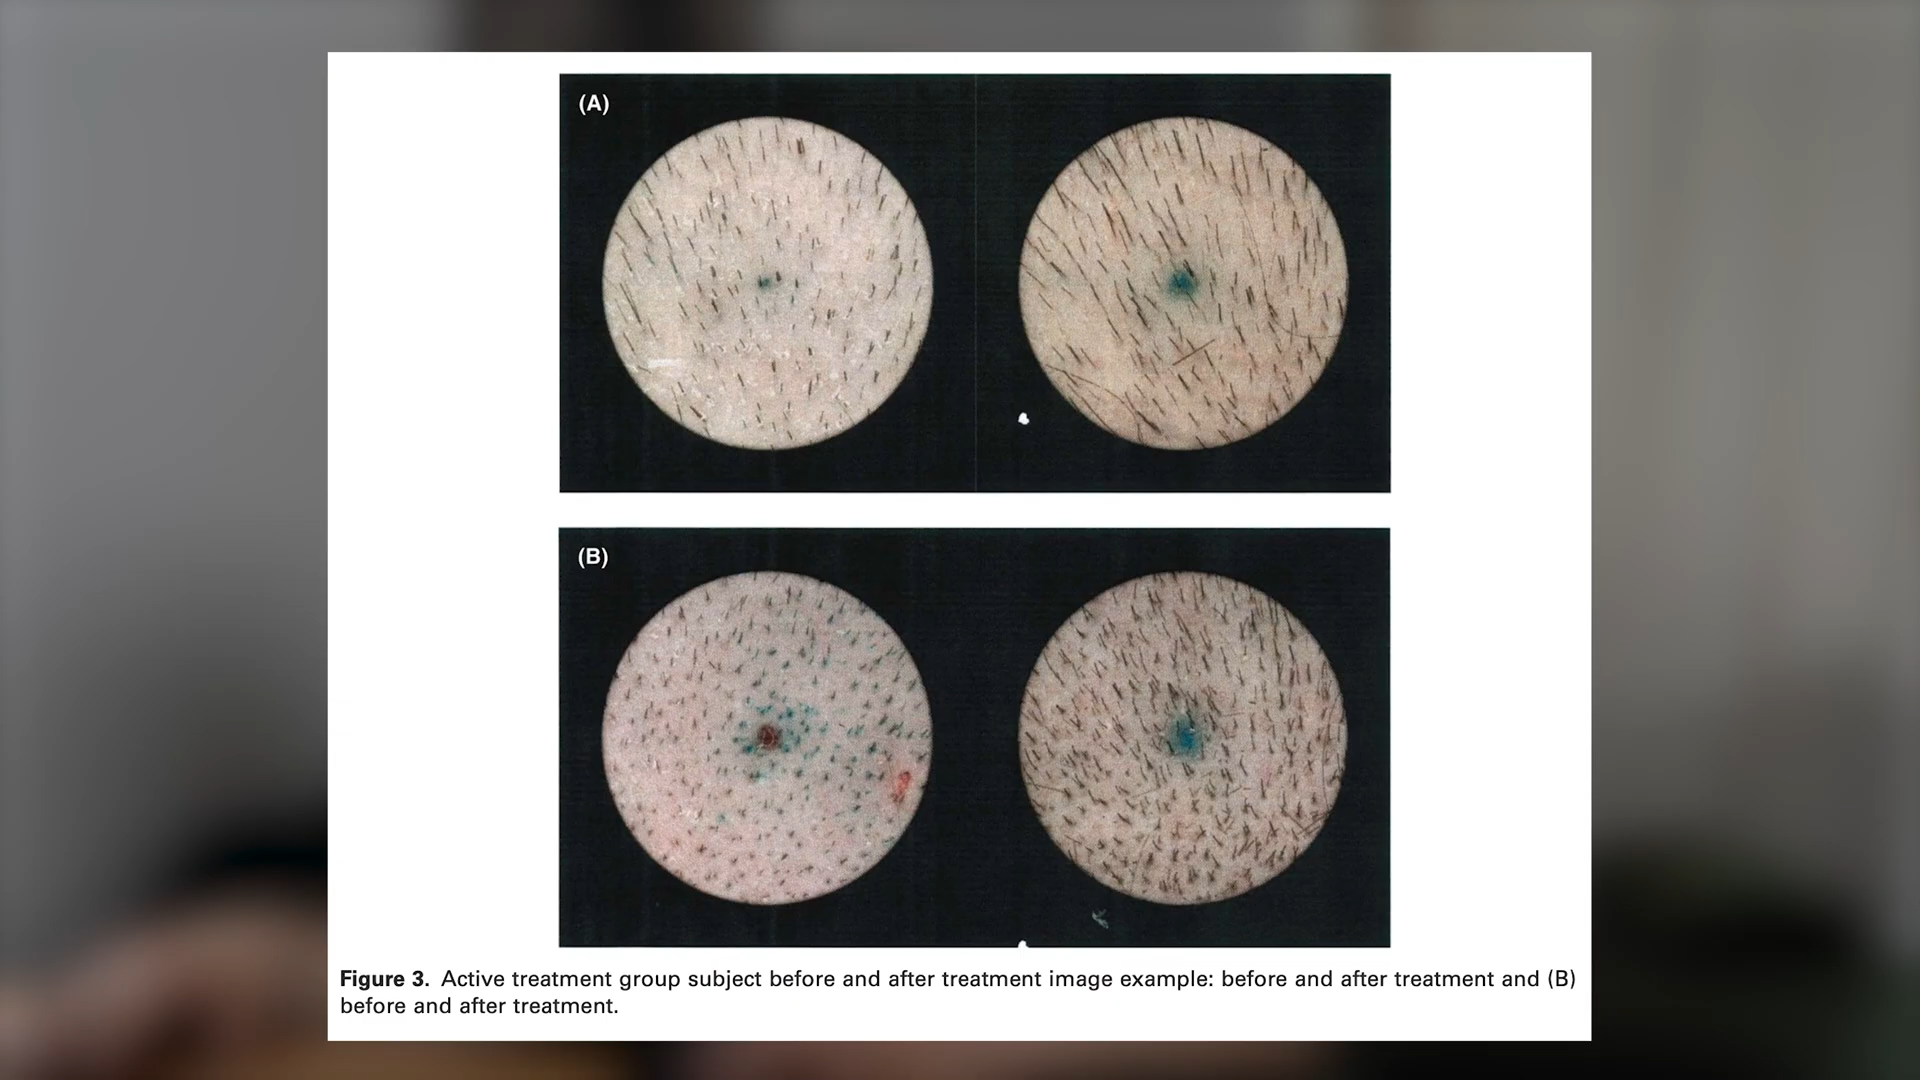 (A)
(B)
Figure 3. Active treatment group subject before and after treatment image example: before and after treatment and (B)
before and after treatment.